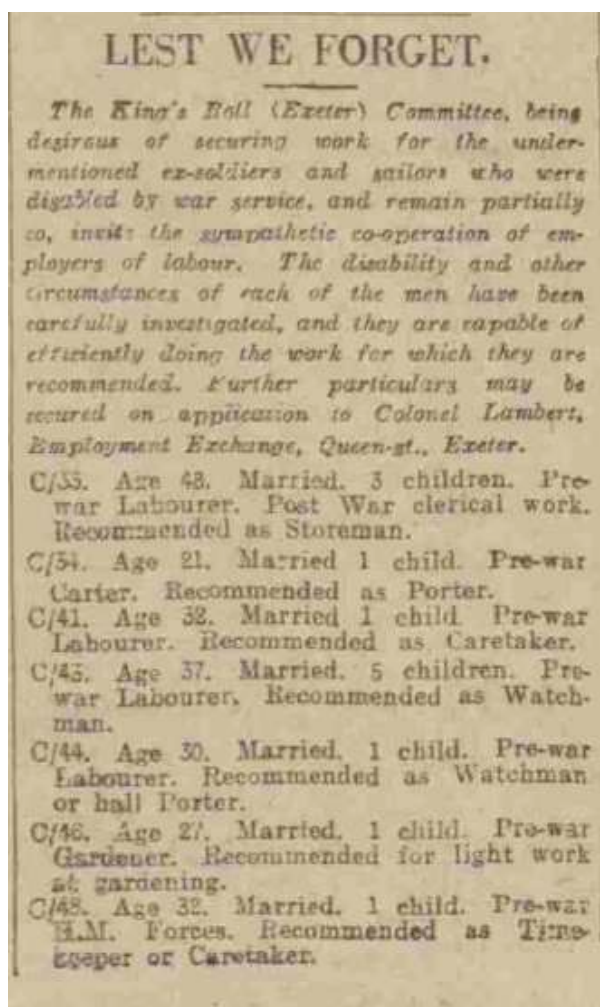 LEST WE FORGET.
The King's Roll (Exeter) Committee, being
desirous of securing work for the under-
mentioned ex-soldiers and sailors who were
disabled by war service, and remain partially
so, invite the sympathetic co-operation of em-
ployers of labour. The disability and other
circumstances of each of the men have been
carefully investigated, and they are capable of
efficiently doing the work for which they are
recommended. Further particulars may be
secured on application to Colonel Lambert,
Employment Exchange, Queen-st., Exeter.
Age 48. Married. 3 children. Pre-
war Labourer. Post War clerical work.
Recommended as Storeman.
C/34. Age 21. Married 1 child. Pre-war
Carter. Recommended as Porter.
C/41. Age 32. Married 1 child Pre-war
Labourer. Recommended as Caretaker.
C/43. Age 37. Married. 5 children. Pre-
war Labourer. Recommended as Watch-
man.
C/44. Age 30. Married. 1 child. Pre-war
Labourer. Recommended as Watchman
or hall Porter.
C/46. Age 27. Married. 1 child. Pre-war
Gardener. Recommended for light work
at gardening.
C/48. Age 32. Married. 1 child. Pre-war
H.M. Forces. Recommended as Time-
keeper or Caretaker.